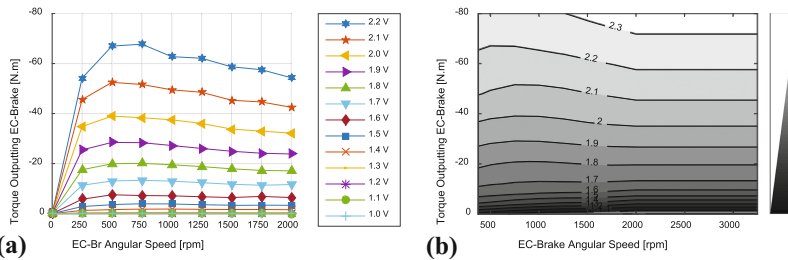 -80
-60
-40
-20
0
0 250 500 750 1000 1250 1500 1750 2000
Torque Outputting EC-Brake [N.m]
EC-Br Angular Speed [rpm]
(a)
2.2 V
2.1 V
2.0 V
1.9 V
1.8 V
1.7 V
1.6 V
1.5 V
1.4 V
1.3 V
1.2 V
1.1 V
1.0 V
-80
-60
-40
-20
0
500 1000 1500 2000 2500 3000
Torque Outputting EC-Brake [N.m]
EC-Brake Angular Speed [rpm]
(b)
2.3
2.2
2.1
2
1.9
1.8
1.7
1.6